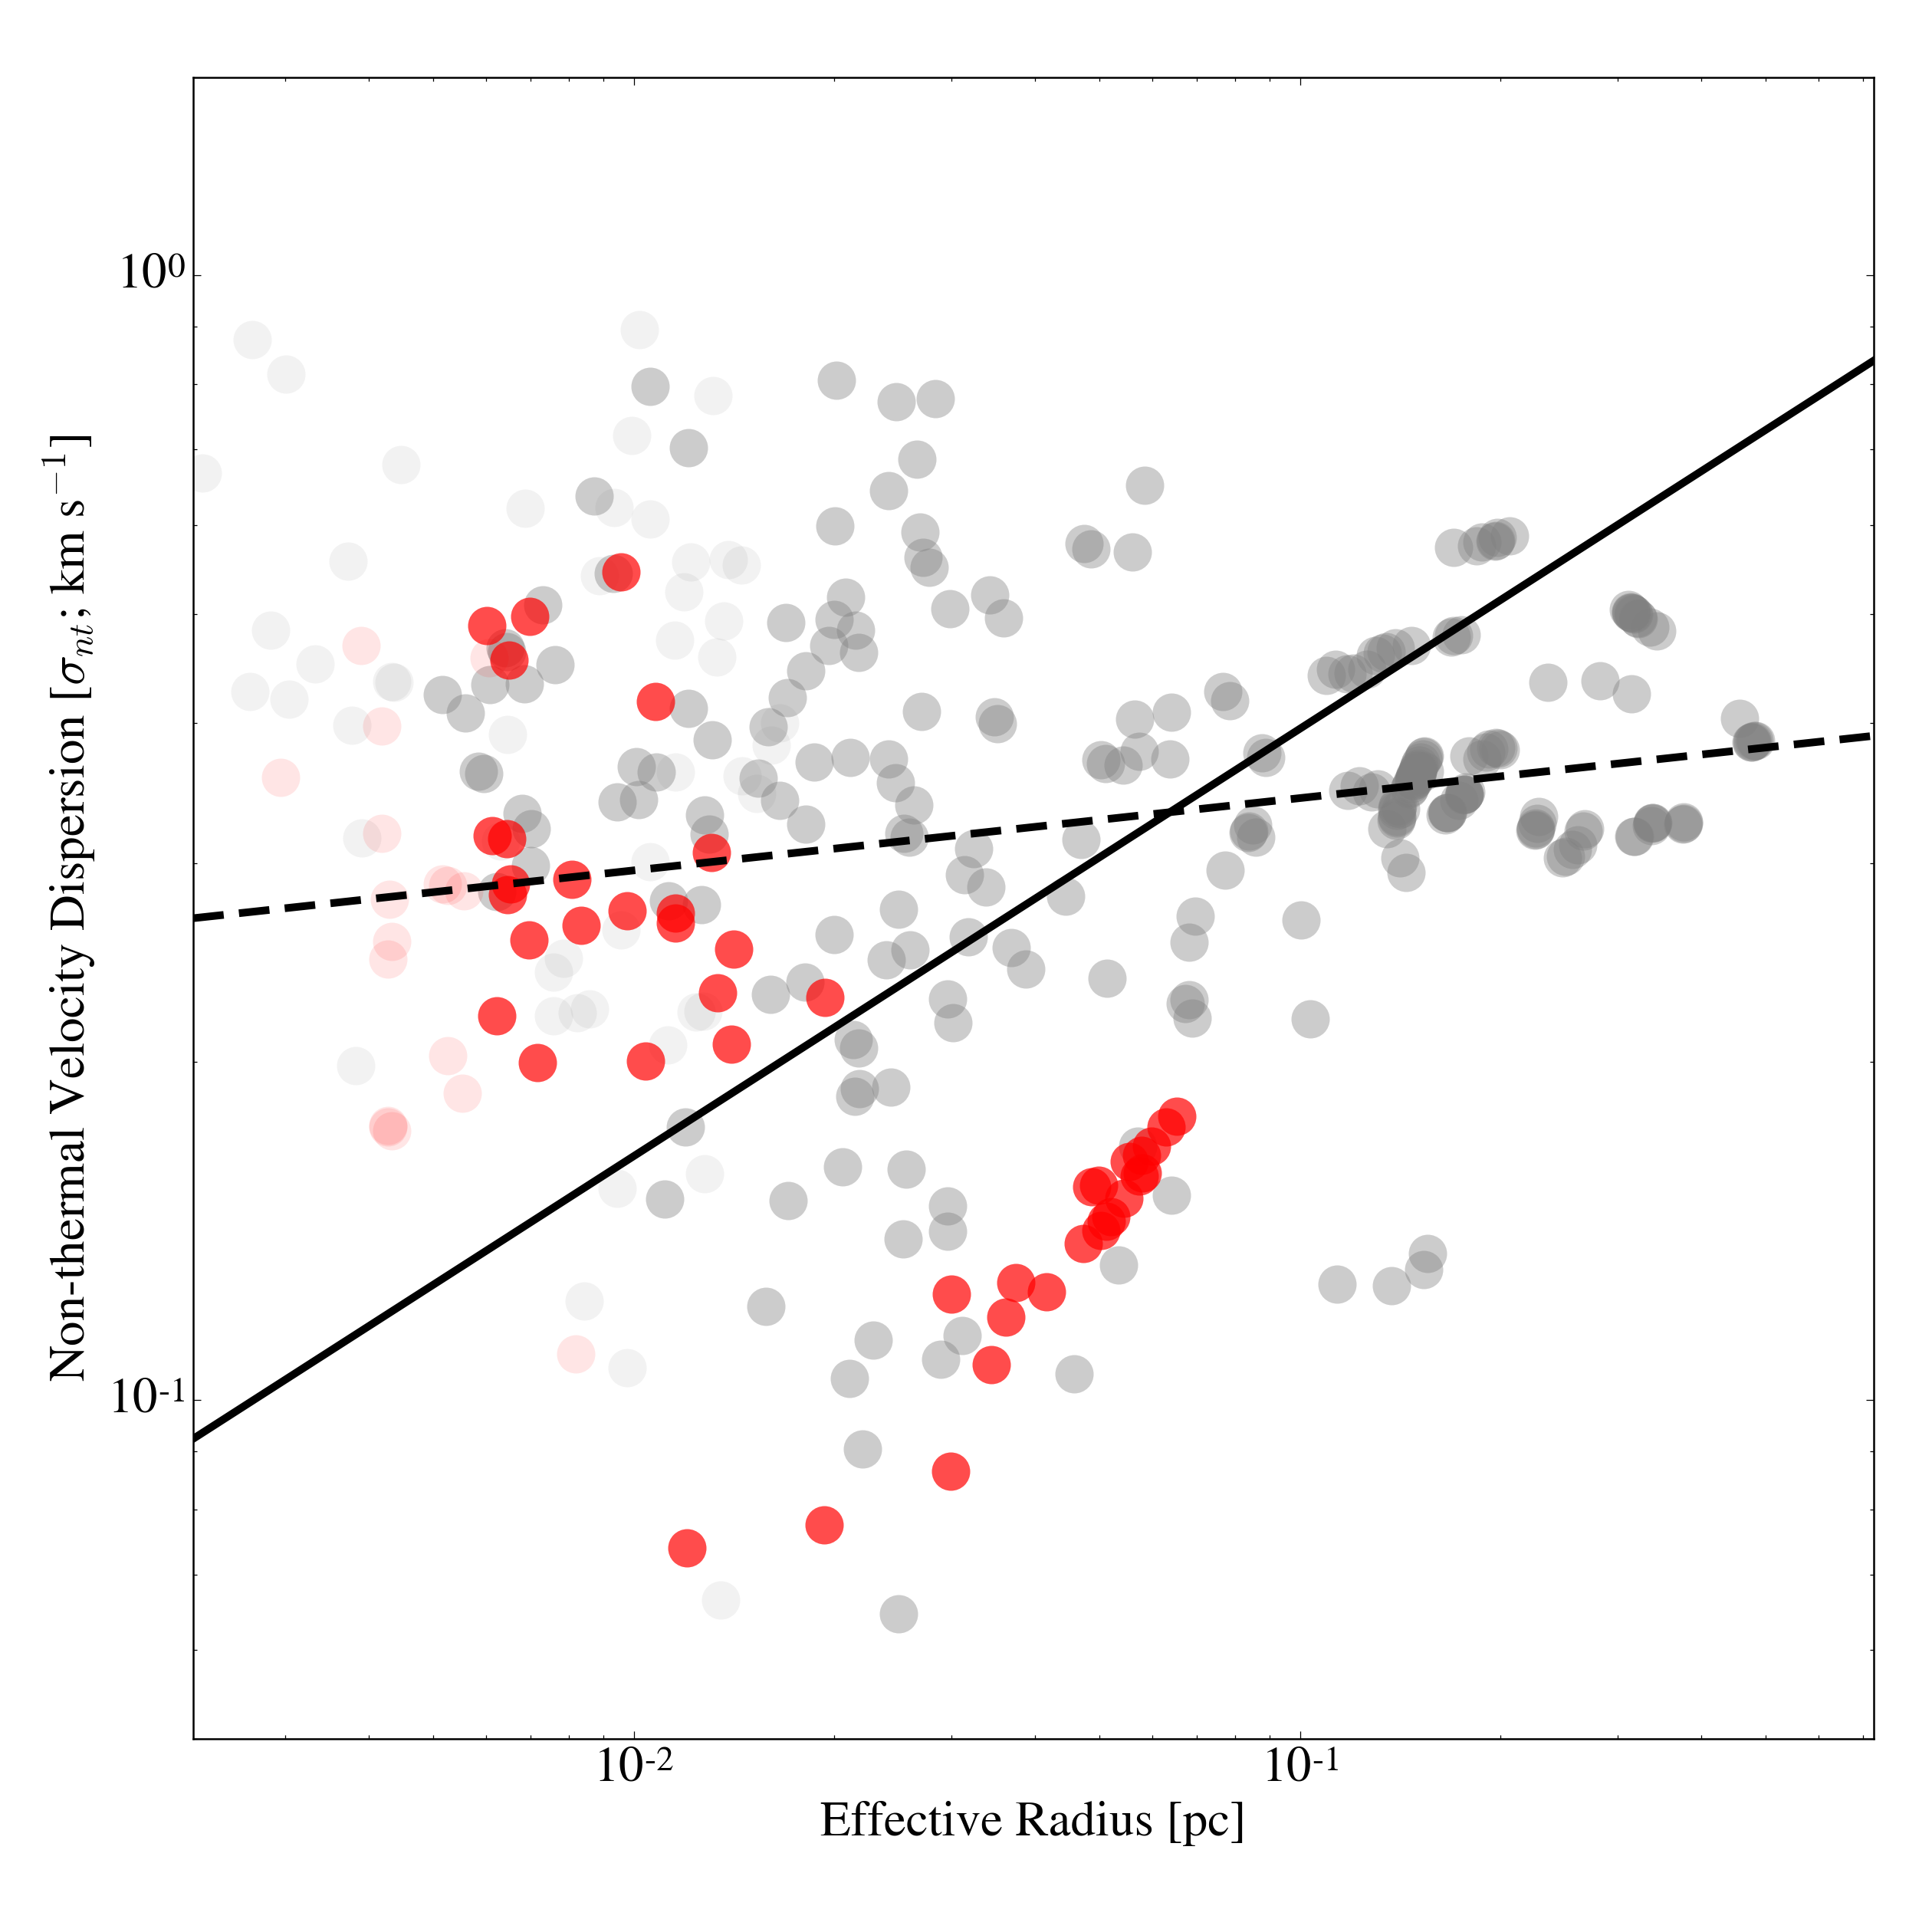 Non-thermal Velocity Dispersion [σ_nt; km s⁻¹]
10⁰
10⁻¹
10⁻² 10⁻¹
Effective Radius [pc]